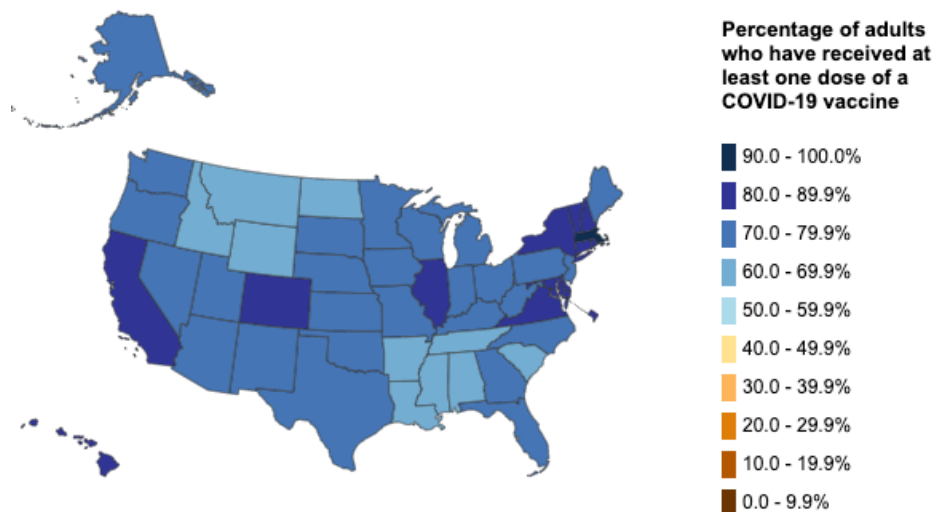 Percentage of adults
who have received at
least one dose of a
COVID-19 vaccine
90.0 - 100.0%
80.0 - 89.9%
70.0 - 79.9%
60.0 - 69.9%
50.0 - 59.9%
40.0 - 49.9%
30.0 - 39.9%
20.0 - 29.9%
10.0 - 19.9%
0.0 - 9.9%